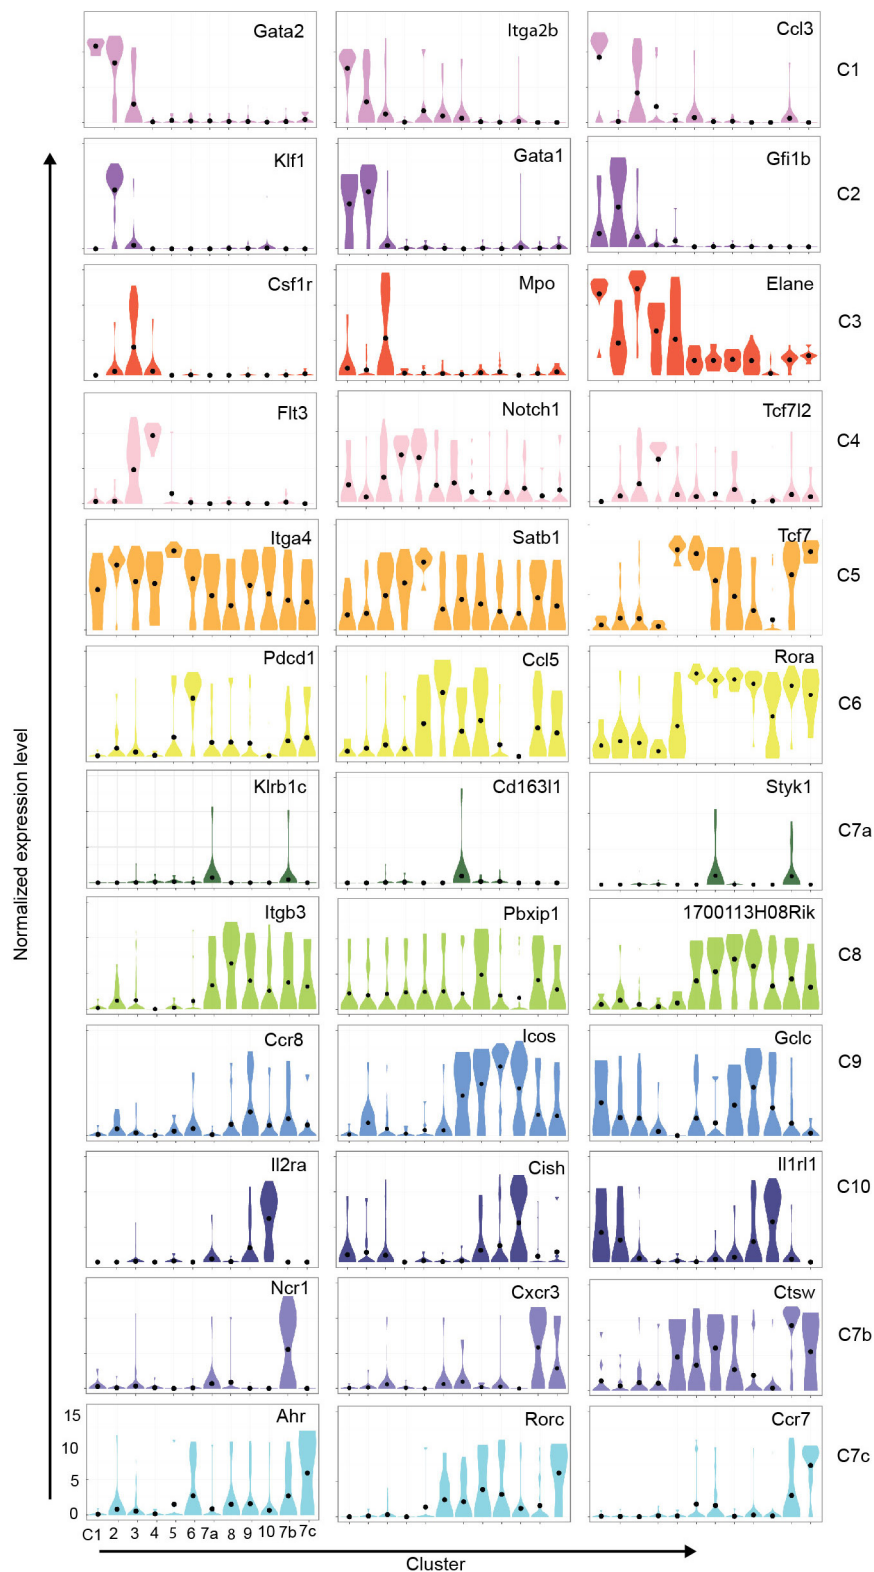 Gata2 Itga2b Ccl3 C1
Klf1 Gata1 Gfi1b C2
Csf1r Mpo Elane C3
Flt3 Notch1 Tcf7l2 C4
Itga4 Satb1 Tcf7 C5
Pdcd1 Ccl5 Rora C6
Klrb1c Cd163l1 Styk1 C7a
Itgb3 Pbxip1 1700113H08Rik C8
Ccr8 Icos Gclc C9
Il2ra Cish Il1rl1 C10
Ncr1 Cxcr3 Ctsw C7b
Ahr Rorc Ccr7 C7c
15
10
5
0
C1 2 3 4 5 6 7a 8 9 10 7b 7c
Cluster
Normalized expression level